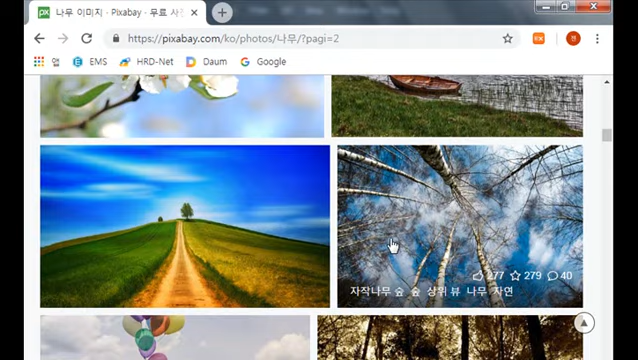 나무 이미지 · Pixabay · 무료 사진
https://pixabay.com/ko/photos/나무/?pagi=2
앱 EMS HRD-Net Daum Google
277 279 40
자작나무 숲 숲 상위 뷰 나무 자연